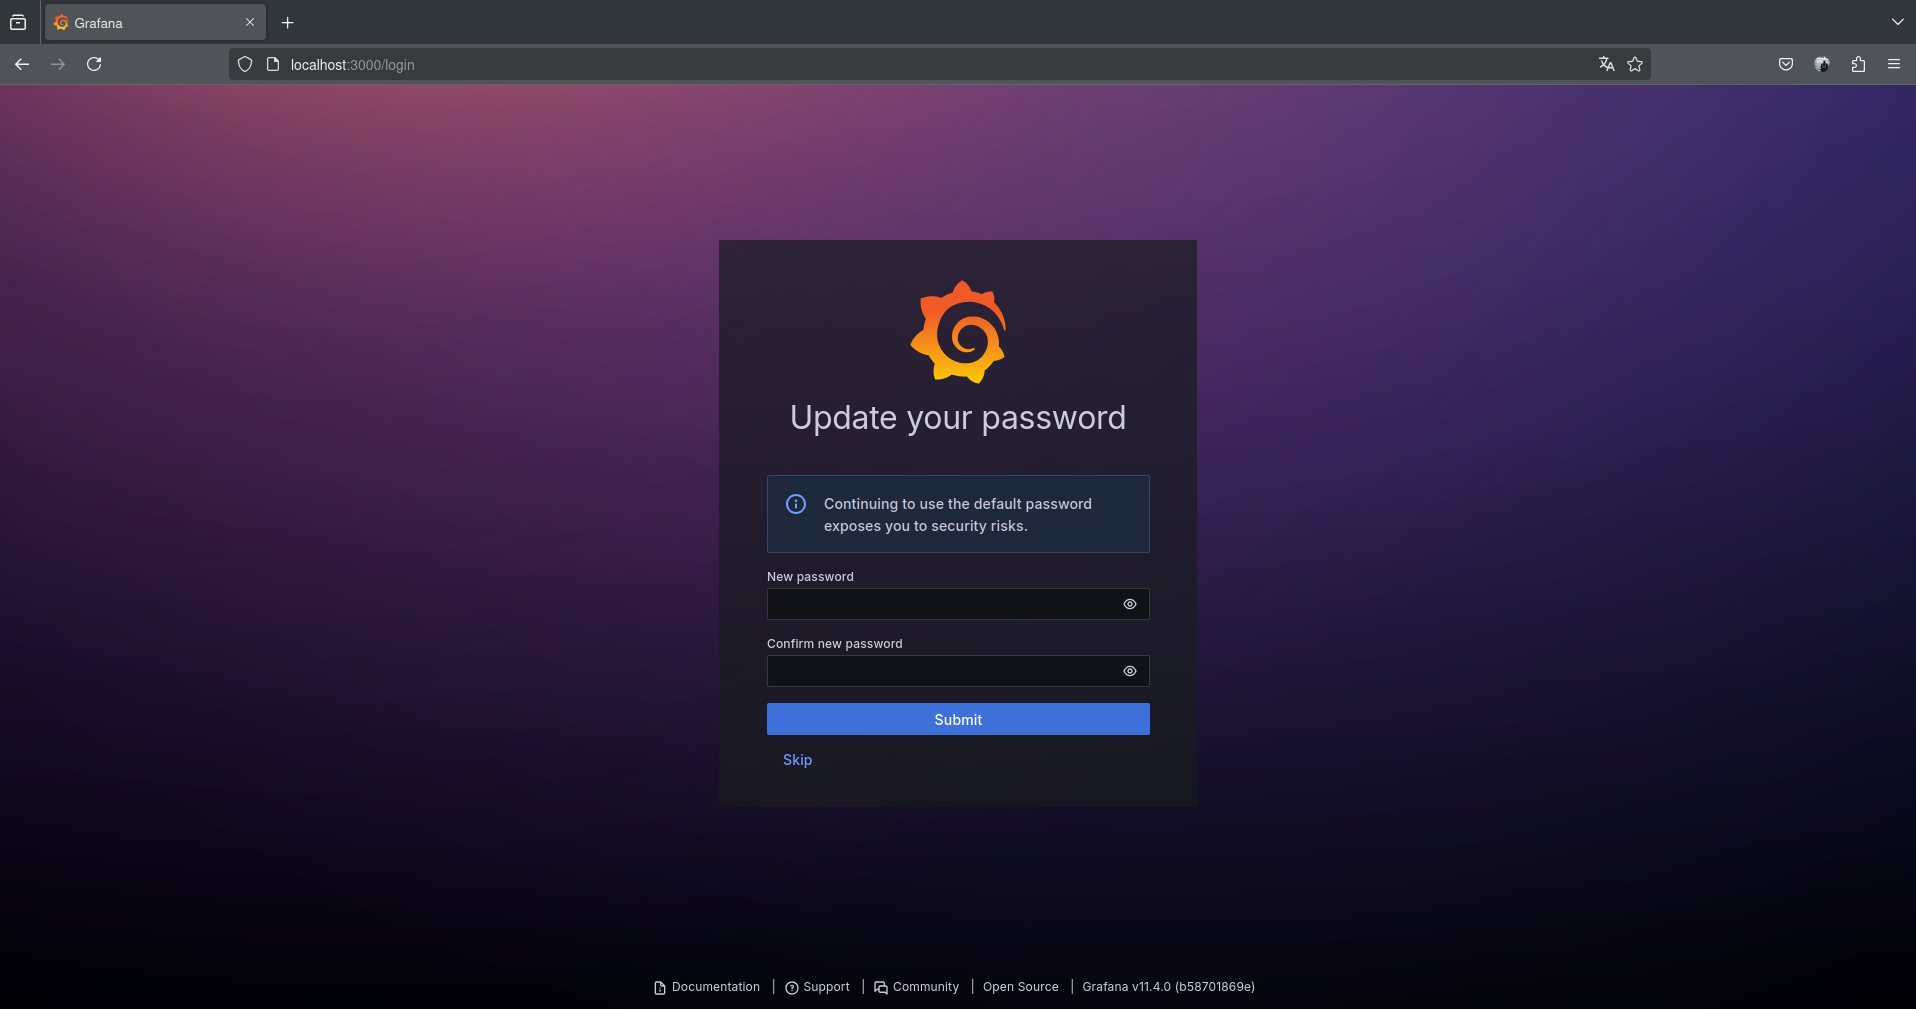 Grafana
localhost:3000/login
Update your password
Continuing to use the default password
exposes you to security risks.
New password
Confirm new password
Submit
Skip
Documentation | Support | Community | Open Source | Grafana v11.4.0 (b58701869e)